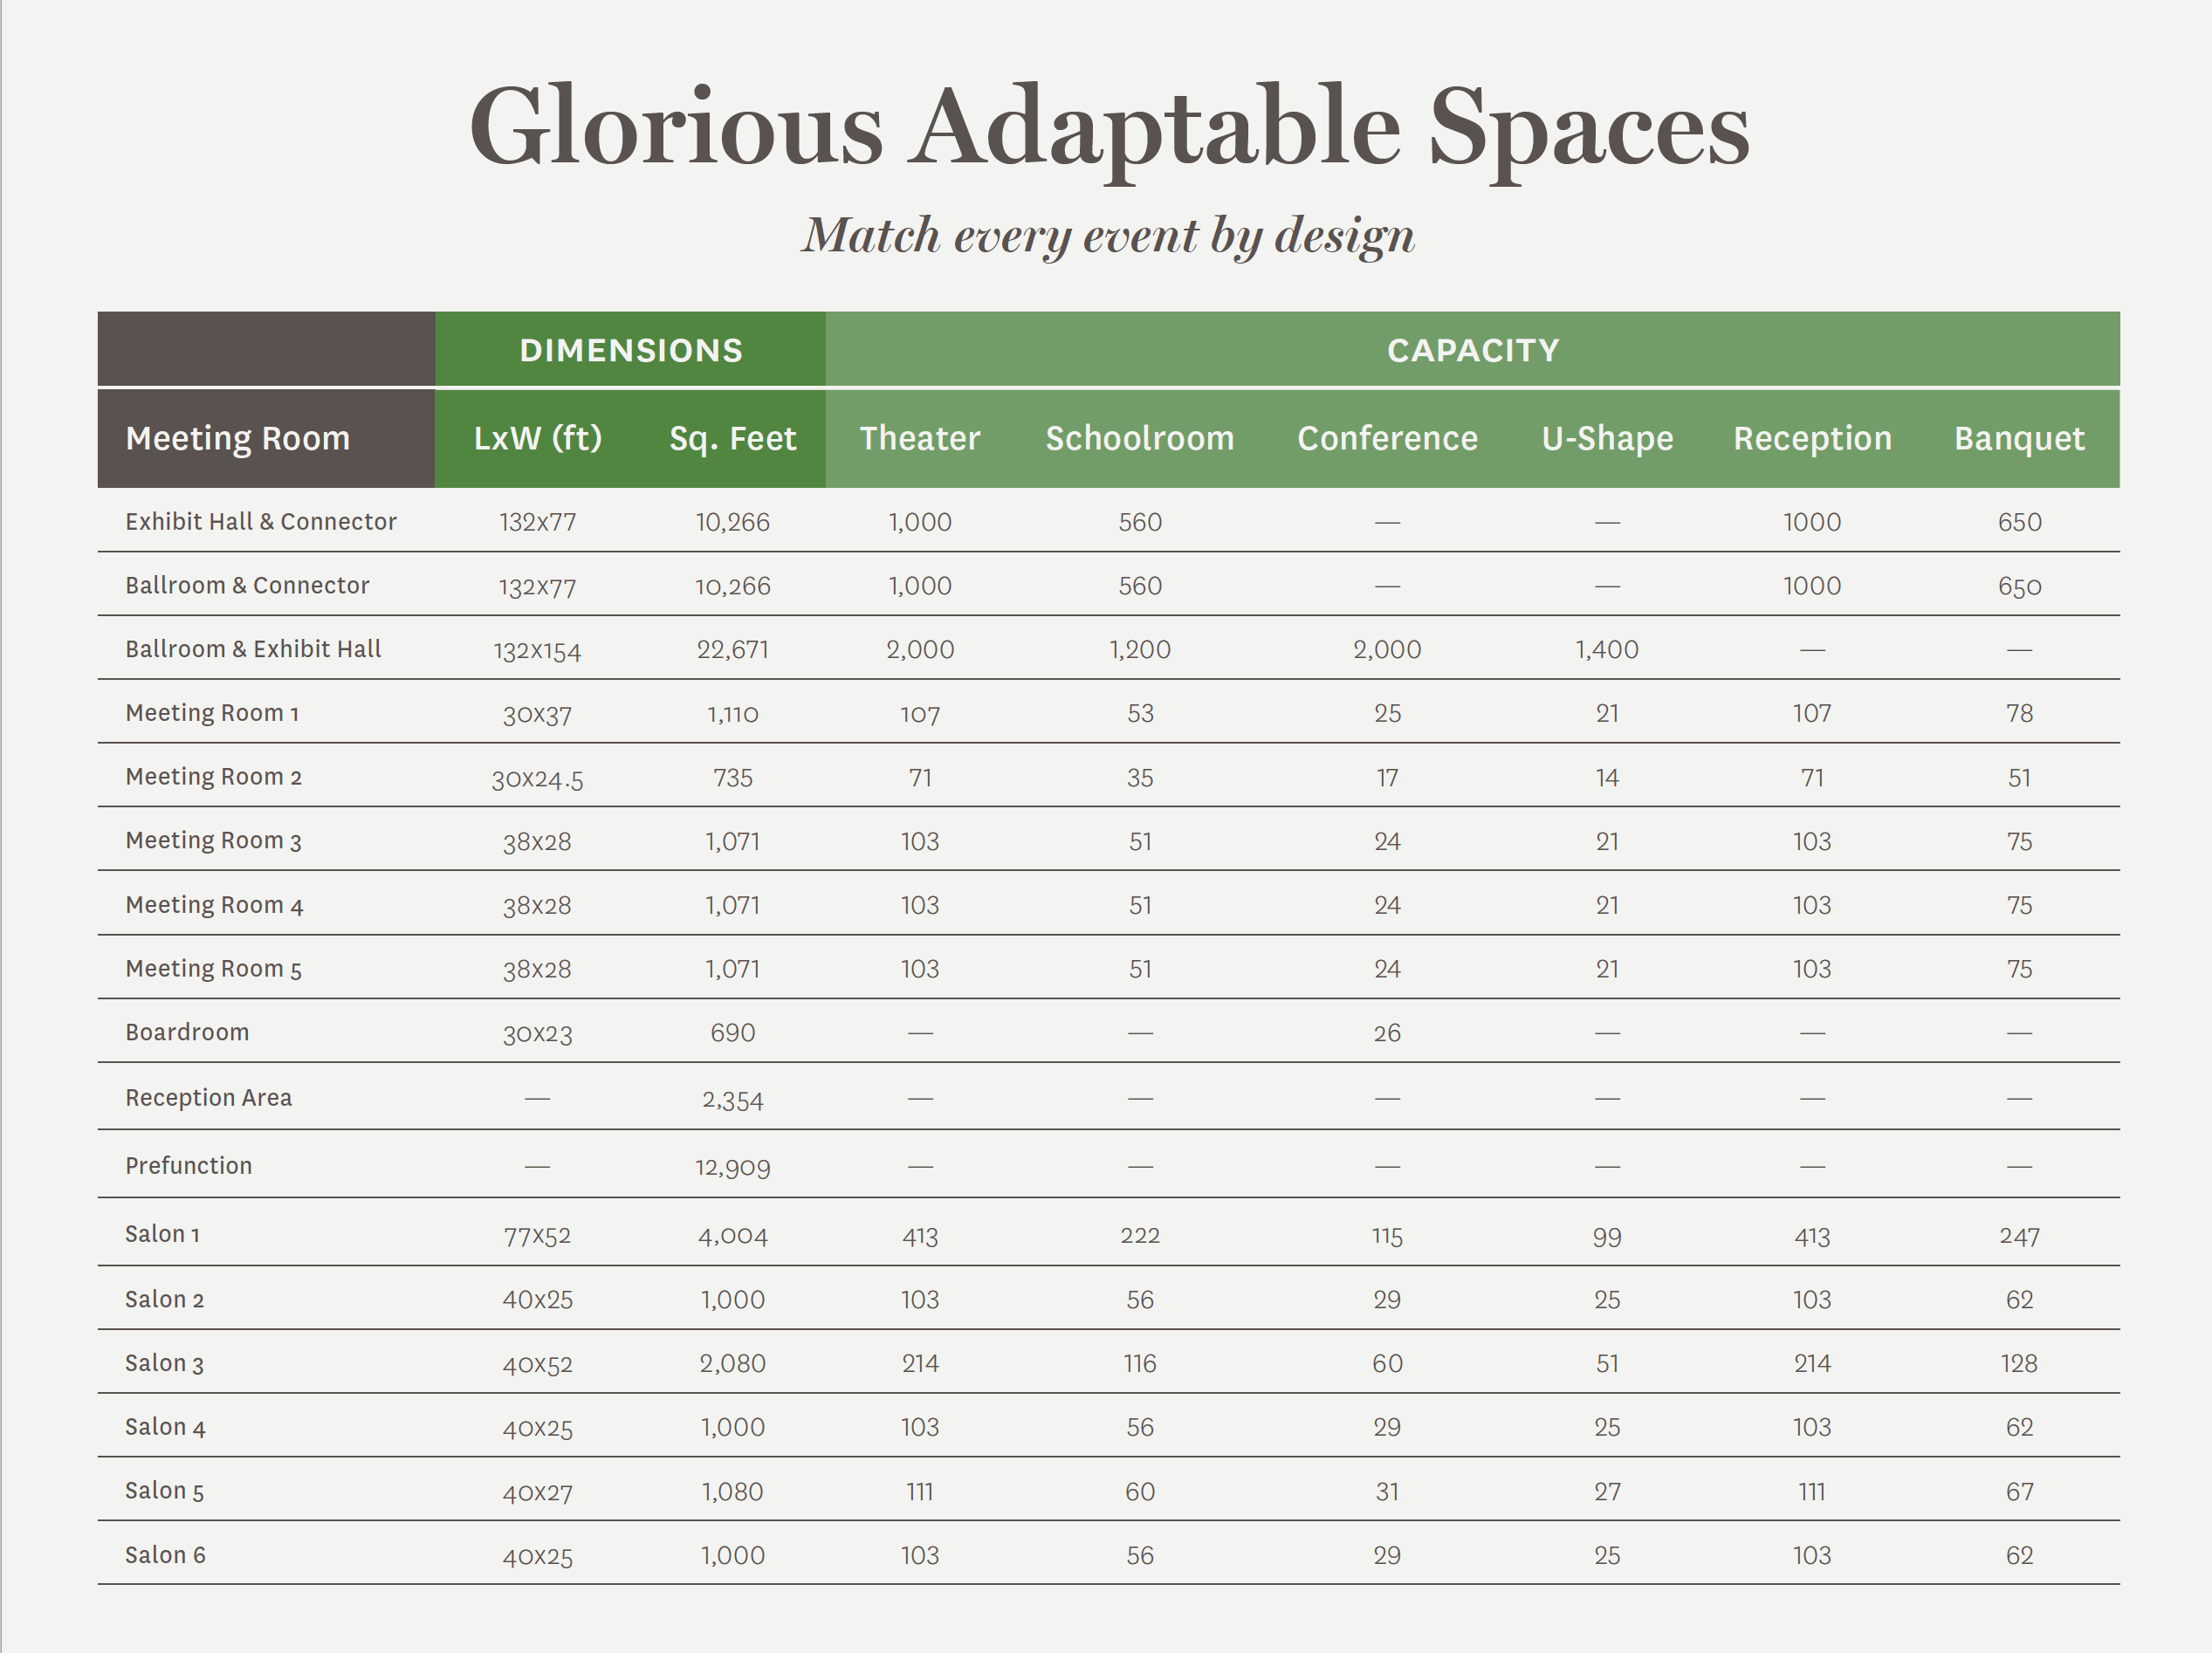 Glorious Adaptable Spaces
Match every event by design
DIMENSIONS CAPACITY
Meeting Room LxW (ft) Sq. Feet Theater Schoolroom Conference U-Shape Reception Banquet
Exhibit Hall & Connector 132x77 10,266 1,000 560 — — 1000 650
Ballroom & Connector 132x77 10,266 1,000 560 — — 1000 650
Ballroom & Exhibit Hall 132x154 22,671 2,000 1,200 2,000 1,400 — —
Meeting Room 1 30x37 1,110 107 53 25 21 107 78
Meeting Room 2 30x24.5 735 71 35 17 14 71 51
Meeting Room 3 38x28 1,071 103 51 24 21 103 75
Meeting Room 4 38x28 1,071 103 51 24 21 103 75
Meeting Room 5 38x28 1,071 103 51 24 21 103 75
Boardroom 30x23 690 — — 26 — — —
Reception Area — 2,354 — — — — — —
Prefunction — 12,909 — — — — — —
Salon 1 77x52 4,004 413 222 115 99 413 247
Salon 2 40x25 1,000 103 56 29 25 103 62
Salon 3 40x52 2,080 214 116 60 51 214 128
Salon 4 40x25 1,000 103 56 29 25 103 62
Salon 5 40x27 1,080 111 60 31 27 111 67
Salon 6 40x25 1,000 103 56 29 25 103 62